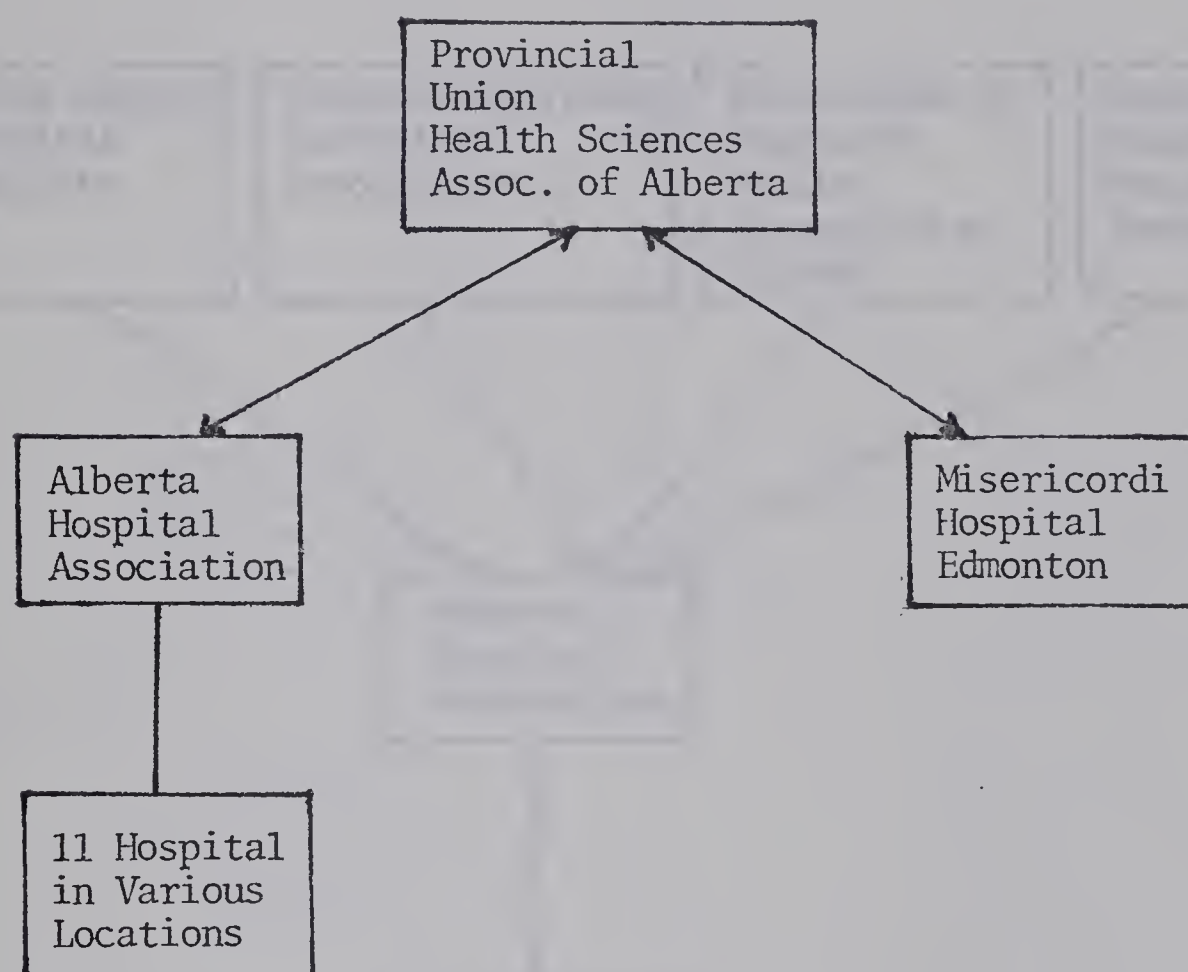 Provincial
Union
Health Sciences
Assoc. of Alberta
Alberta
Hospital
Association
Misericordi
Hospital
Edmonton
11 Hospital
in Various
Locations